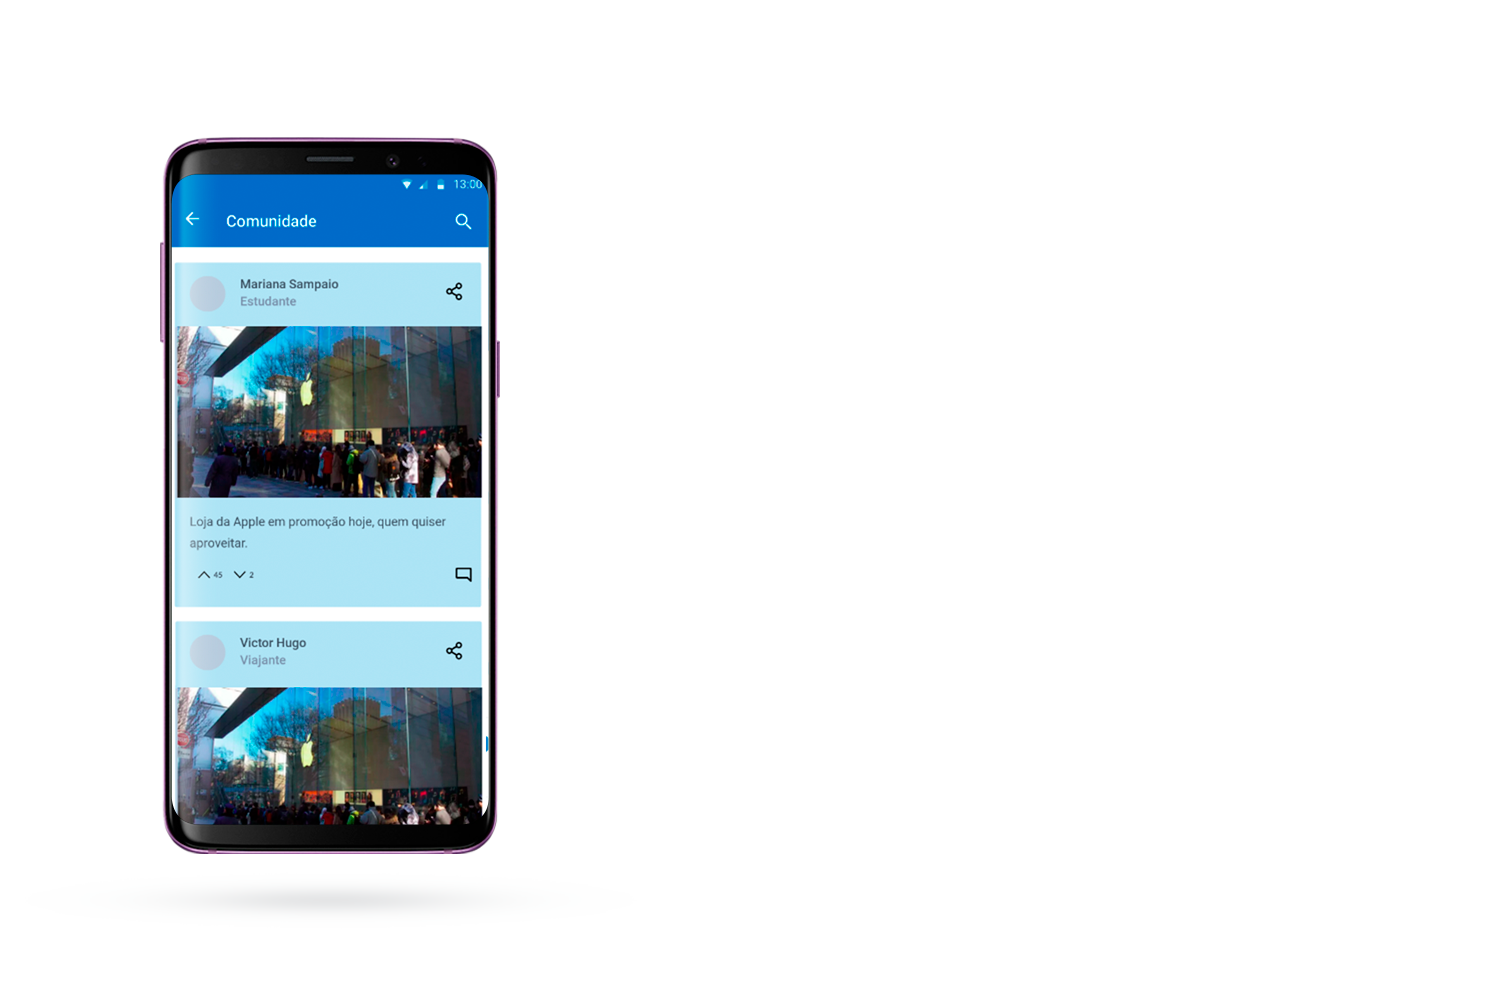 13:00
Comunidade
Mariana Sampaio
Estudante
Loja da Apple em promoção hoje, quem quiser
aproveitar.
45 2
Victor Hugo
Viajante